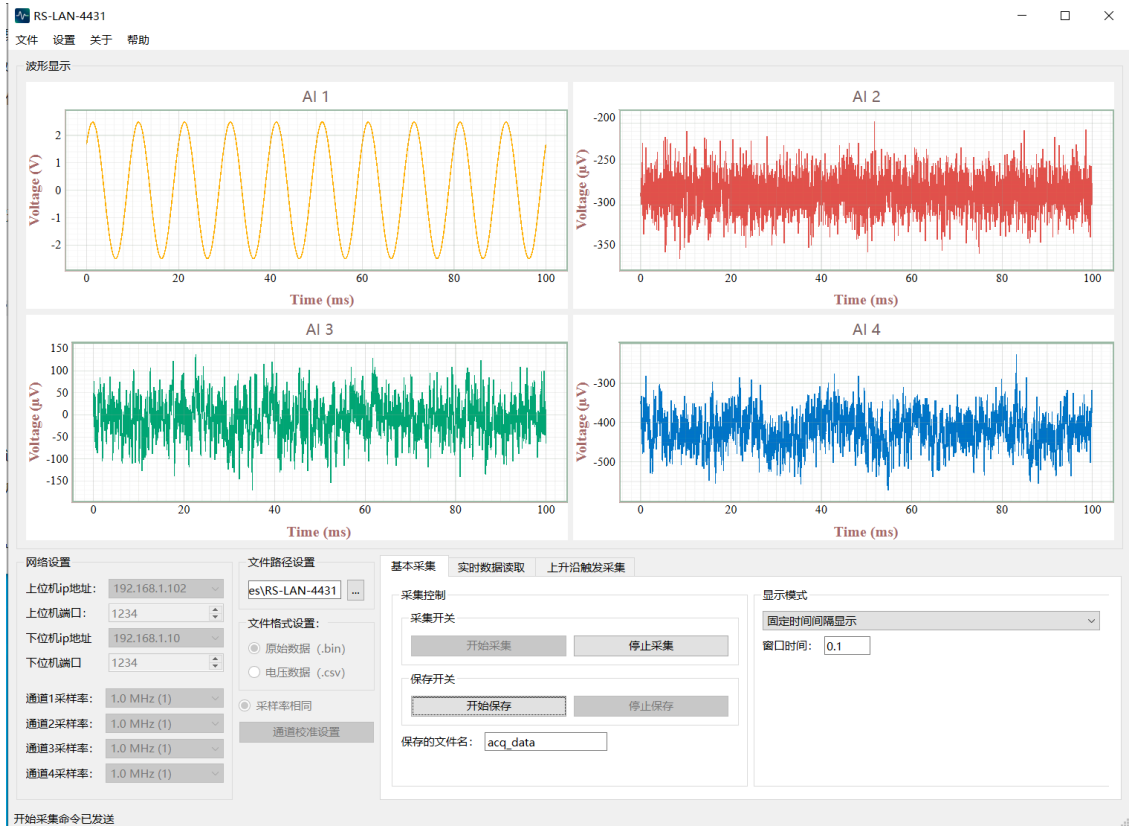 RS-LAN-4431
文件 设置 关于 帮助
波形显示
AI 1
Voltage (V)
2
1
0
-1
-2
0 20 40 60 80 100
Time (ms)
AI 2
Voltage (μV)
-200
-250
-300
-350
0 20 40 60 80 100
Time (ms)
AI 3
Voltage (μV)
150
100
50
0
-50
-100
-150
0 20 40 60 80 100
Time (ms)
AI 4
Voltage (μV)
-300
-400
-500
0 20 40 60 80 100
Time (ms)
网络设置
上位机ip地址: 192.168.1.102
上位机端口: 1234
下位机ip地址 192.168.1.10
下位机端口 1234
通道1采样率: 1.0 MHz (1)
通道2采样率: 1.0 MHz (1)
通道3采样率: 1.0 MHz (1)
通道4采样率: 1.0 MHz (1)
文件路径设置
es\RS-LAN-4431 ...
文件格式设置:
原始数据 (.bin)
电压数据 (.csv)
采样率相同
通道校准设置
基本采集 实时数据读取 上升沿触发采集
采集控制
采集开关
开始采集 停止采集
保存开关
开始保存 停止保存
保存的文件名: acq_data
显示模式
固定时间间隔显示
窗口时间: 0.1
开始采集命令已发送